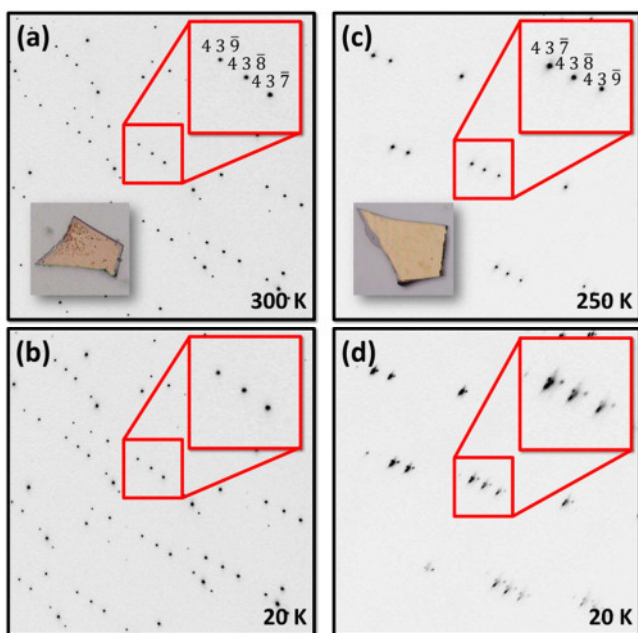 (a)
4 3 9̅
4 3 8̅
4 3 7̅
300 K
(c)
4 3 7̅
4 3 8̅
4 3 9̅
250 K
(b)
20 K
(d)
20 K